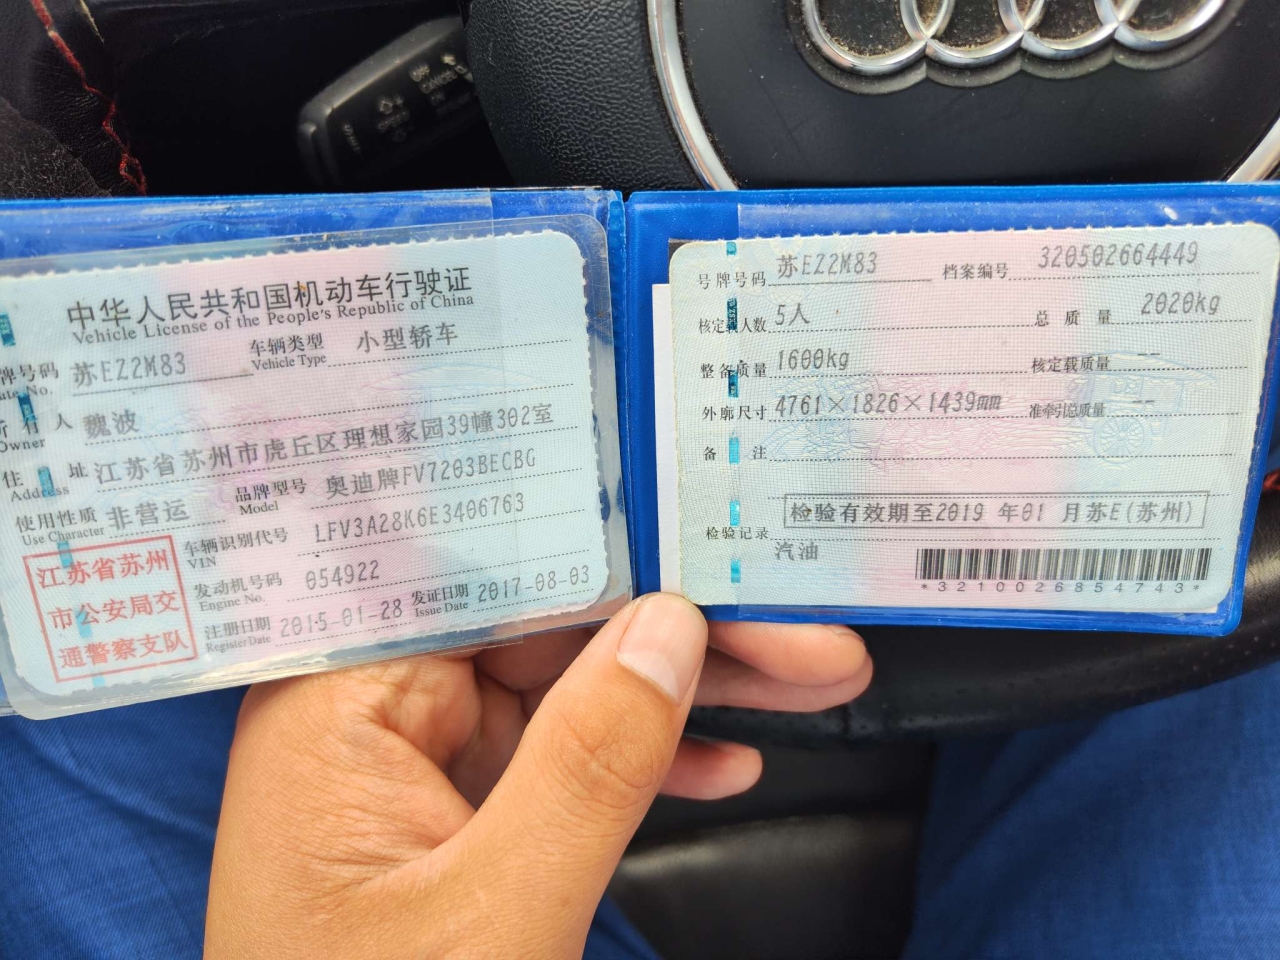 中华人民共和国机动车行驶证
Vehicle License of the People's Republic of China
牌号码 苏EZ2M83 车辆类型 小型轿车
ate No. Vehicle Type
所有人 魏波
Owner
住址 江苏省苏州市虎丘区理想家园39幢302室
Address
使用性质 非营运 品牌型号 奥迪牌FV7203BECBG
Use Character Model
江苏省苏州
市公安局交
通警察支队
车辆识别代号 LFV3A28K6E3406763
VIN
发动机号码 054922
Engine No.
注册日期 2015-01-28 发证日期 2017-08-03
Register Date Issue Date
号牌号码 苏EZ2M83 档案编号 320502664449
核定载人数 5人 总质量 2020kg
整备质量 1600kg 核定载质量 --
外廓尺寸 4761×1826×1439mm 准牵引总质量 --
备注
检验记录 检验有效期至2019 年01 月苏E(苏州)
汽油
*3210026854743*